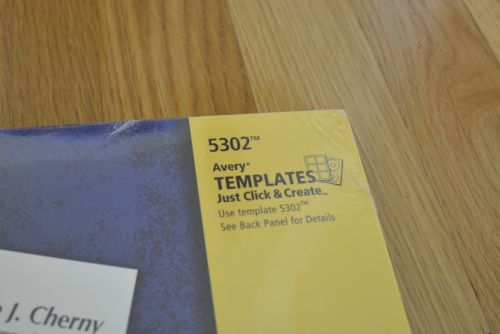 5302™
Avery®
TEMPLATES
Just Click & Create™
Use template 5302™
See Back Panel for Details
J. Cherny